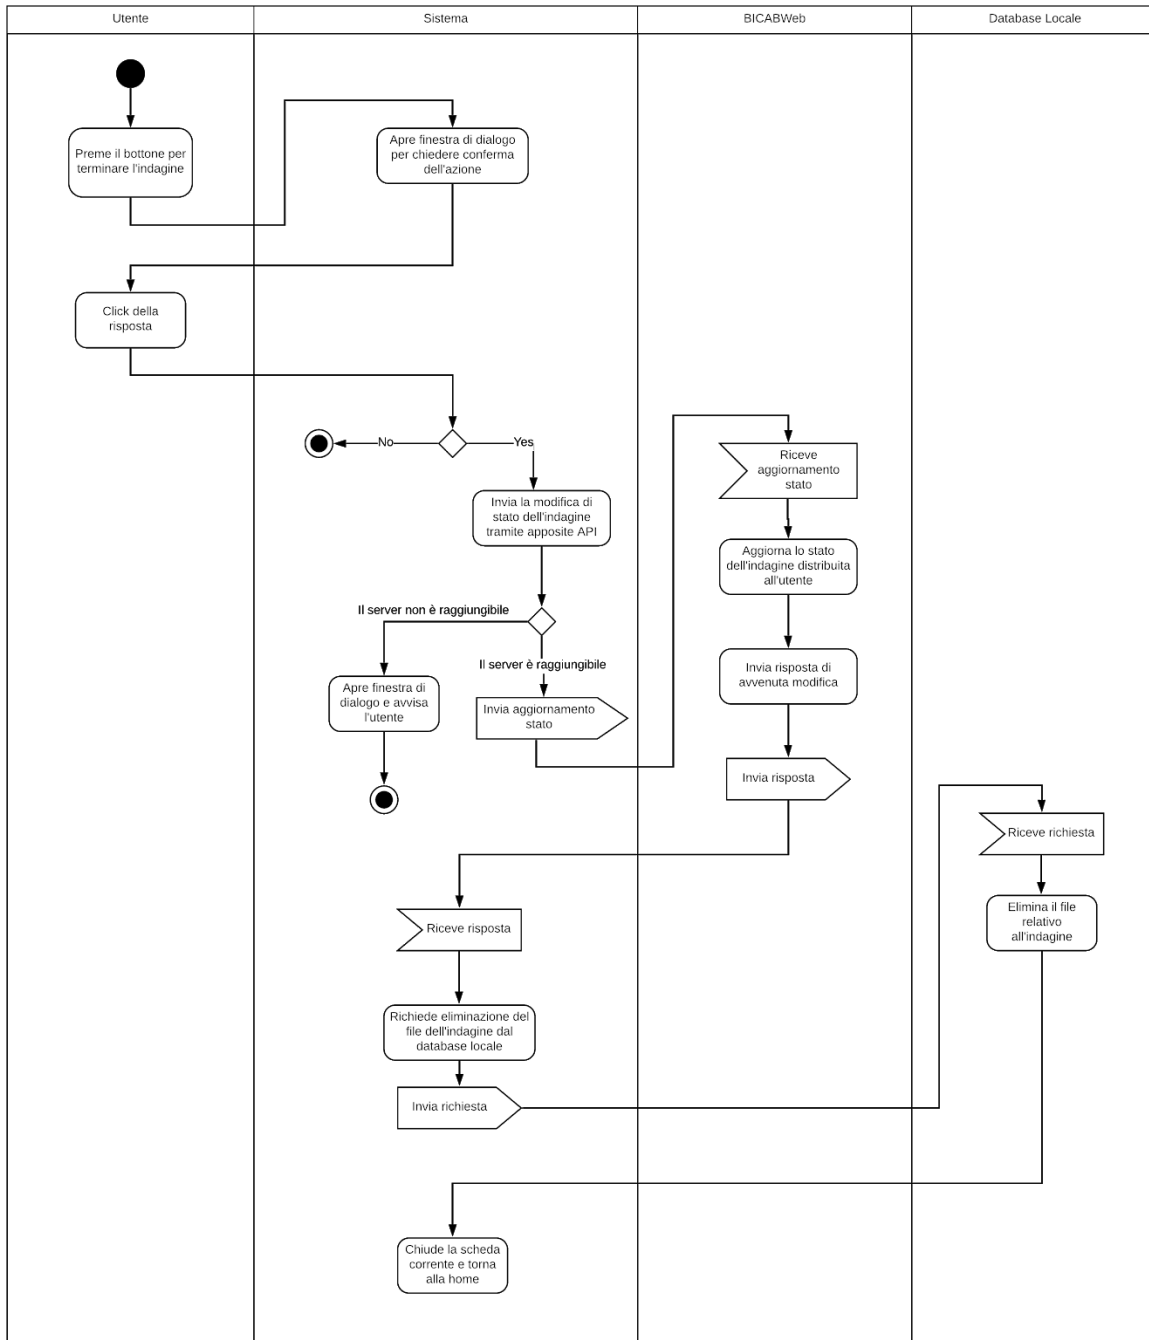 Utente
Sistema
BICABWeb
Database Locale
Preme il bottone per
terminare l'indagine
Apre finestra di dialogo
per chiedere conferma
dell'azione
Click della
risposta
No
Yes
Invia la modifica di
stato dell'indagine
tramite apposite API
Il server non è raggiungibile
Il server è raggiungibile
Apre finestra di
dialogo e avvisa
l'utente
Invia aggiornamento
stato
Riceve
aggiornamento
stato
Aggiorna lo stato
dell'indagine distribuita
all'utente
Invia risposta di
avvenuta modifica
Invia risposta
Riceve risposta
Richiede eliminazione del
file dell'indagine dal
database locale
Invia richiesta
Riceve richiesta
Elimina il file
relativo
all'indagine
Chiude la scheda
corrente e torna
alla home